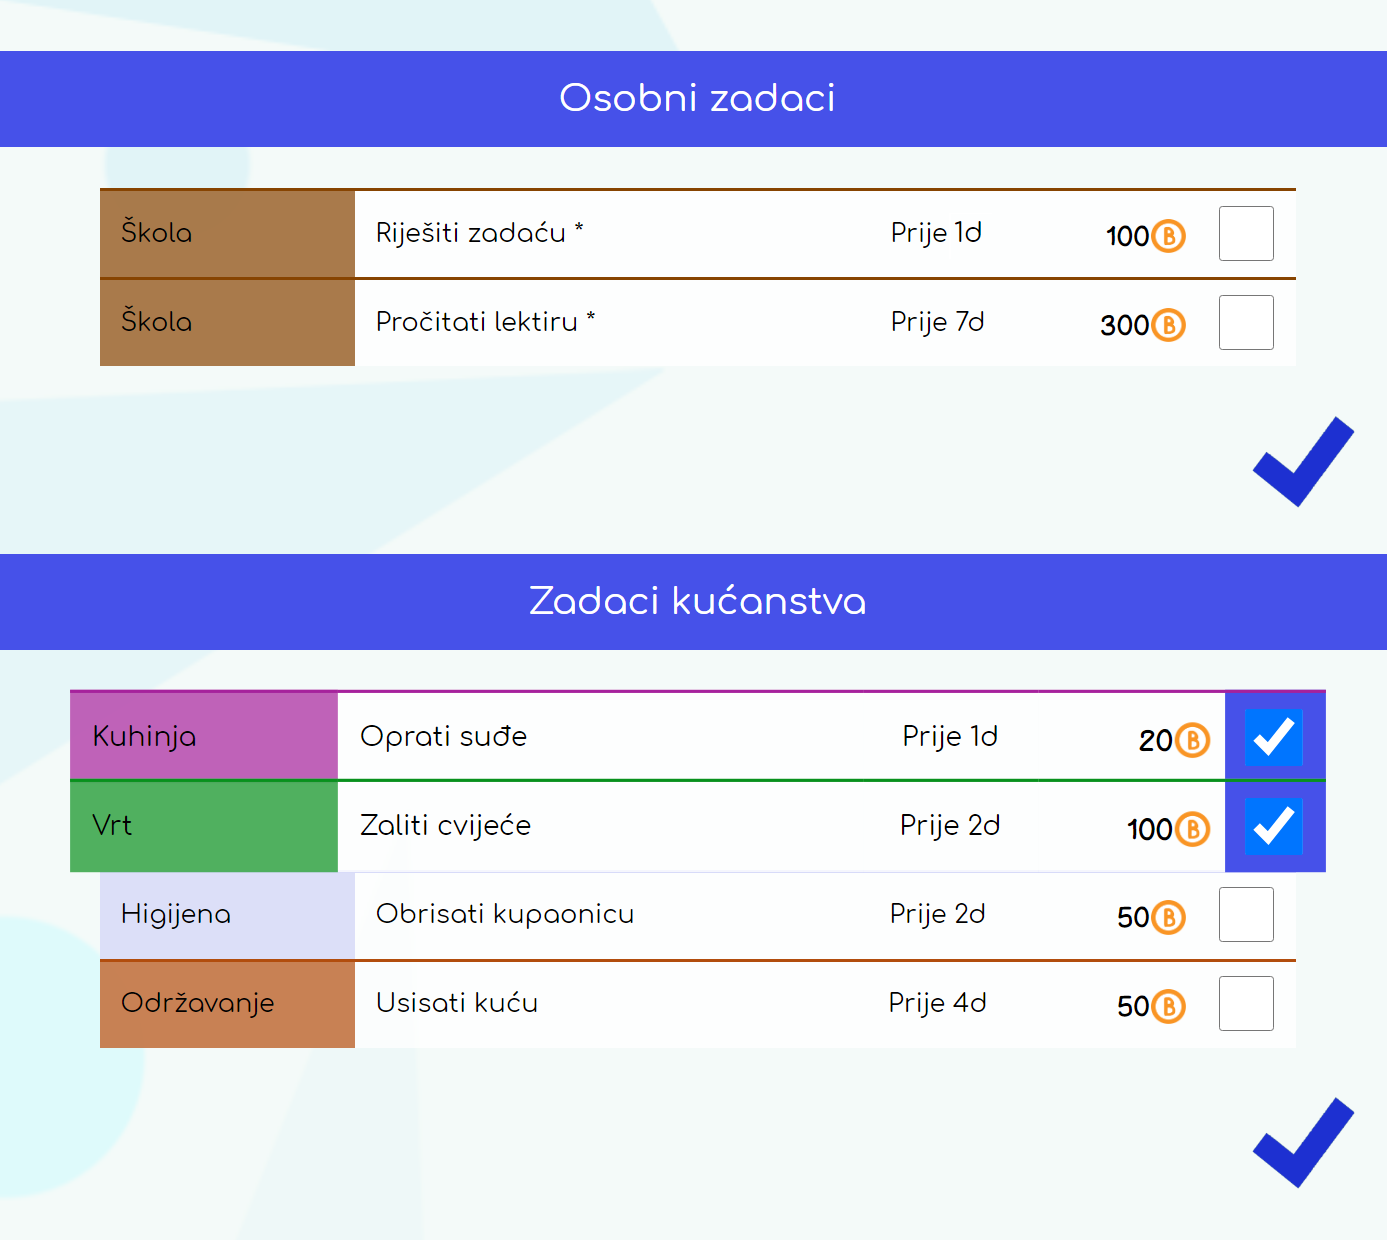 Osobni zadaci
Škola Riješiti zadaću * Prije 1d 100 B
Škola Pročitati lektiru * Prije 7d 300 B
Zadaci kućanstva
Kuhinja Oprati suđe Prije 1d 20 B
Vrt Zaliti cvijeće Prije 2d 100 B
Higijena Obrisati kupaonicu Prije 2d 50 B
Održavanje Usisati kuću Prije 4d 50 B